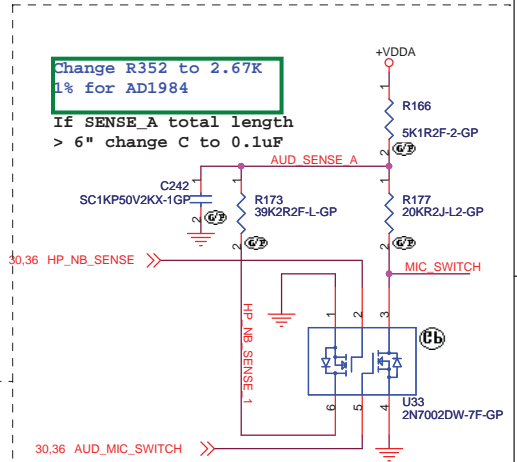 Change R352 to 2.67K
1% for AD1984
If SENSE_A total length
> 6" change C to 0.1uF
+VDDA
1
R166
5K1R2F-2-GP
2
G/P
AUD_SENSE_A
C242
SC1KP50V2KX-1GP
1
2
G/P
1
R173
39K2R2F-L-GP
2
G/P
1
R177
20KR2J-L2-GP
2
G/P
30,36 HP_NB_SENSE
MIC_SWITCH
HP_NB_SENSE_1
1
2
3
Cb
6
5
4
U33
2N7002DW-7F-GP
30,36 AUD_MIC_SWITCH